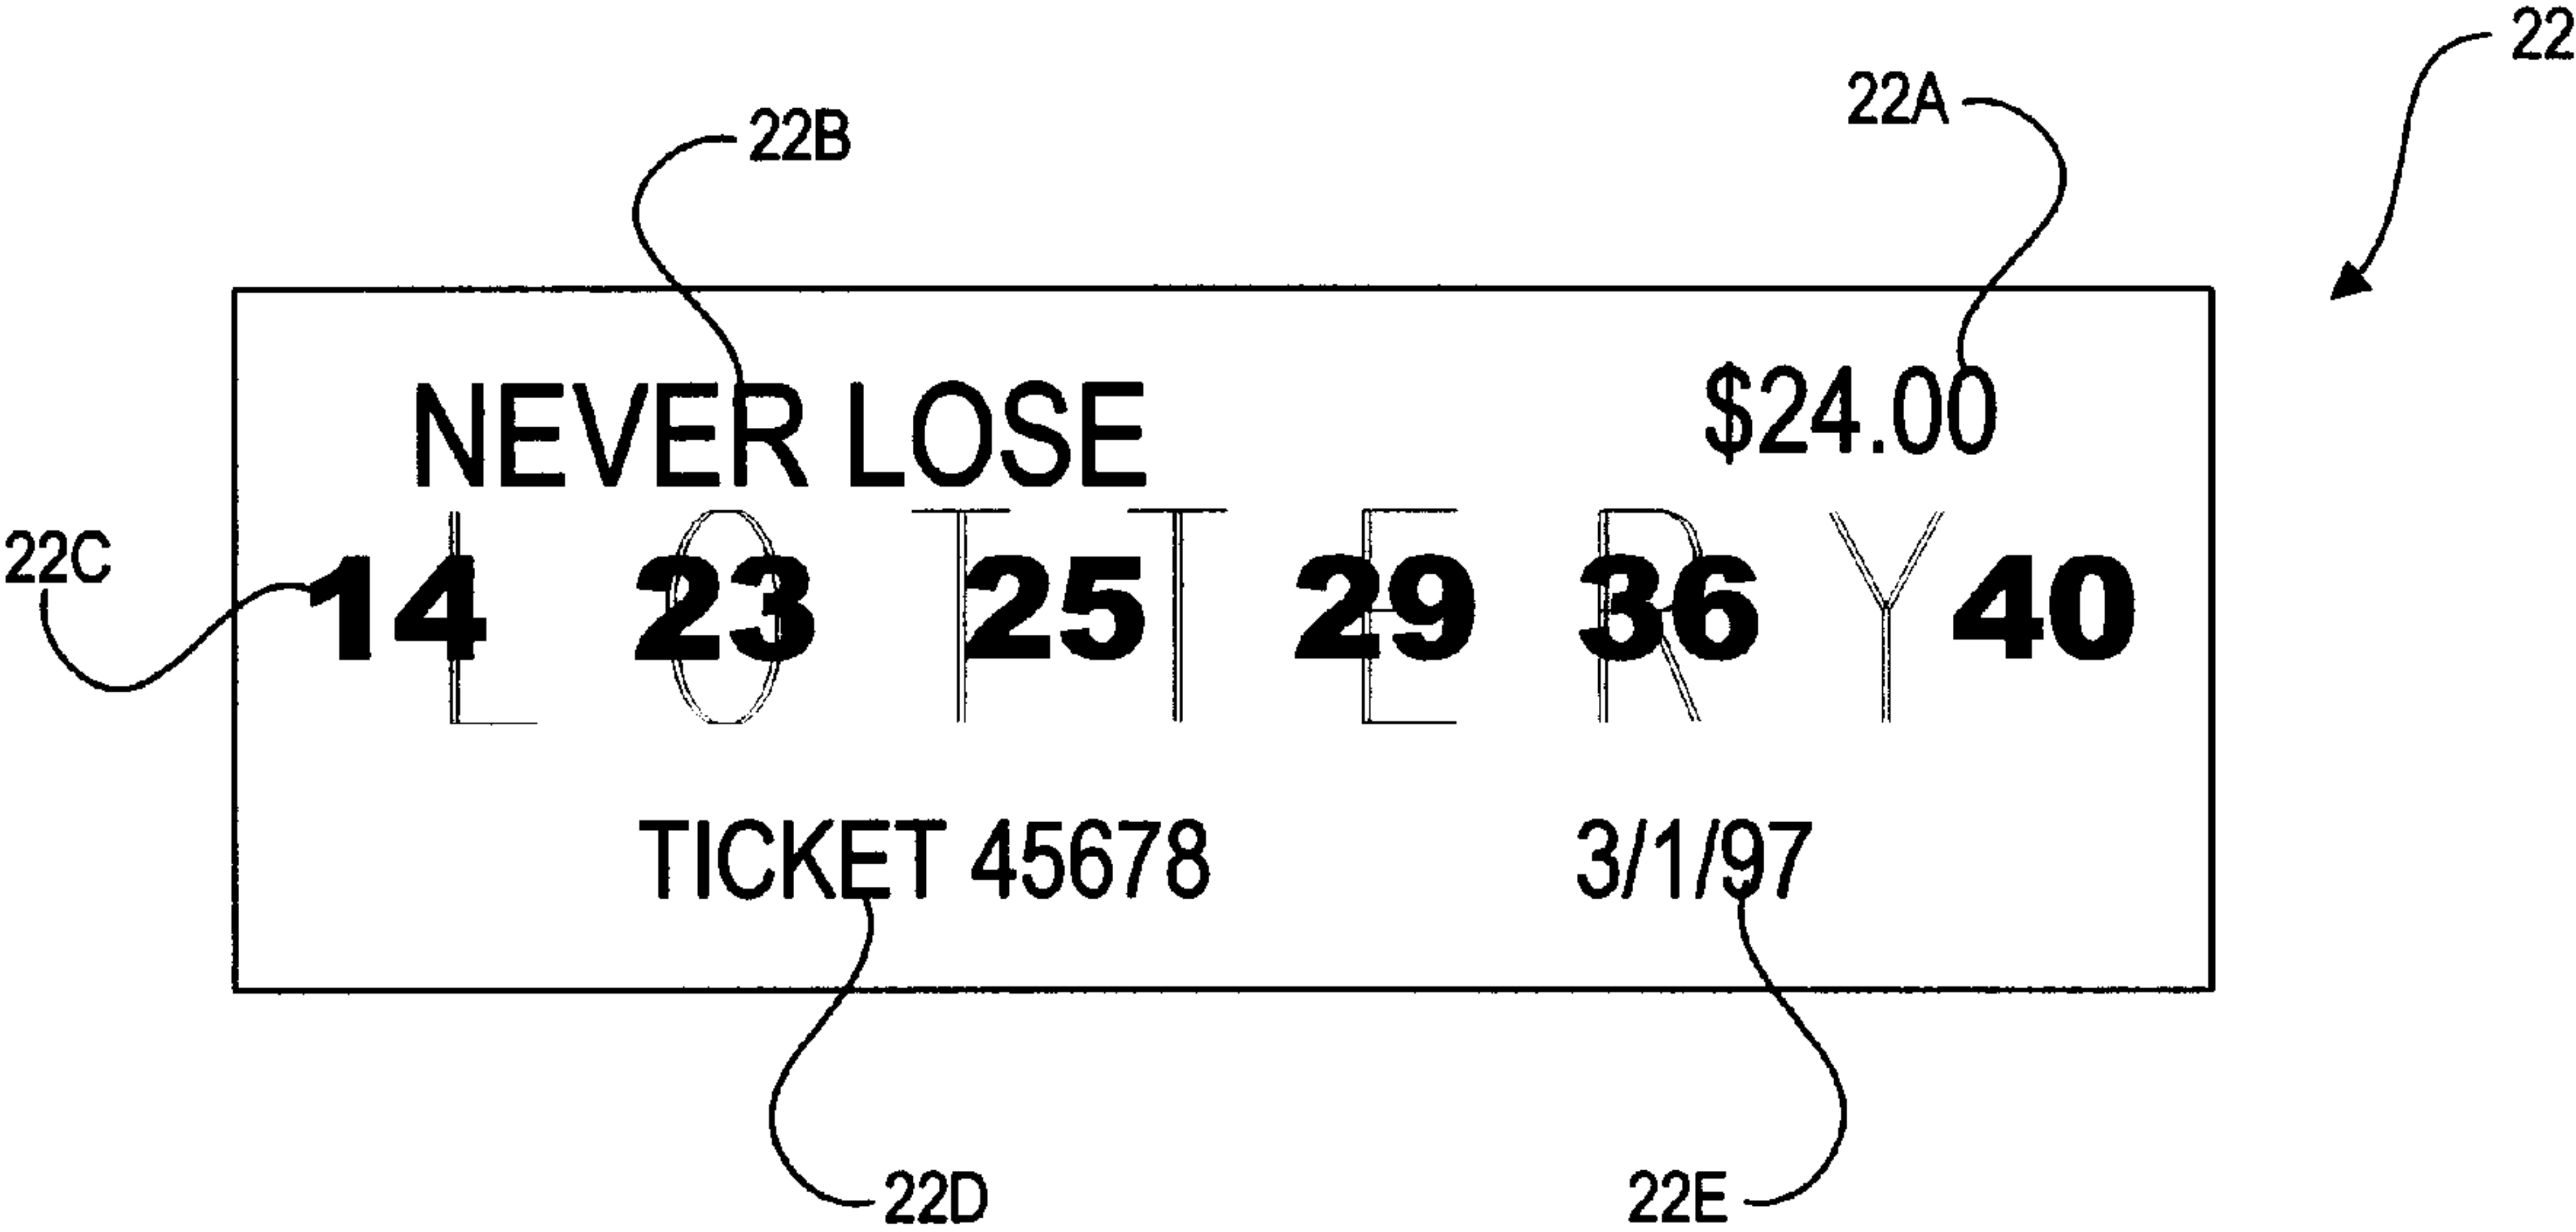 22
22A
22B
NEVER LOSE $24.00
LOTTERY
22C
14 23 25 29 36 40
TICKET 45678 3/1/97
22D 22E